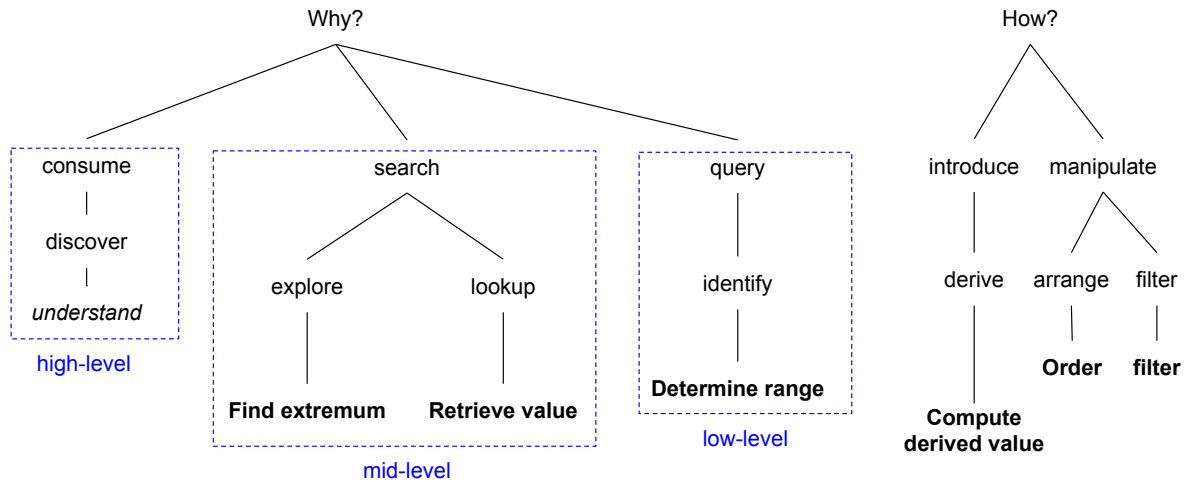 Why?
How?
consume
search
query
introduce
manipulate
discover
explore
lookup
identify
derive
arrange
filter
understand
high-level
Find extremum
Retrieve value
Determine range
Order
filter
Compute
derived value
low-level
mid-level